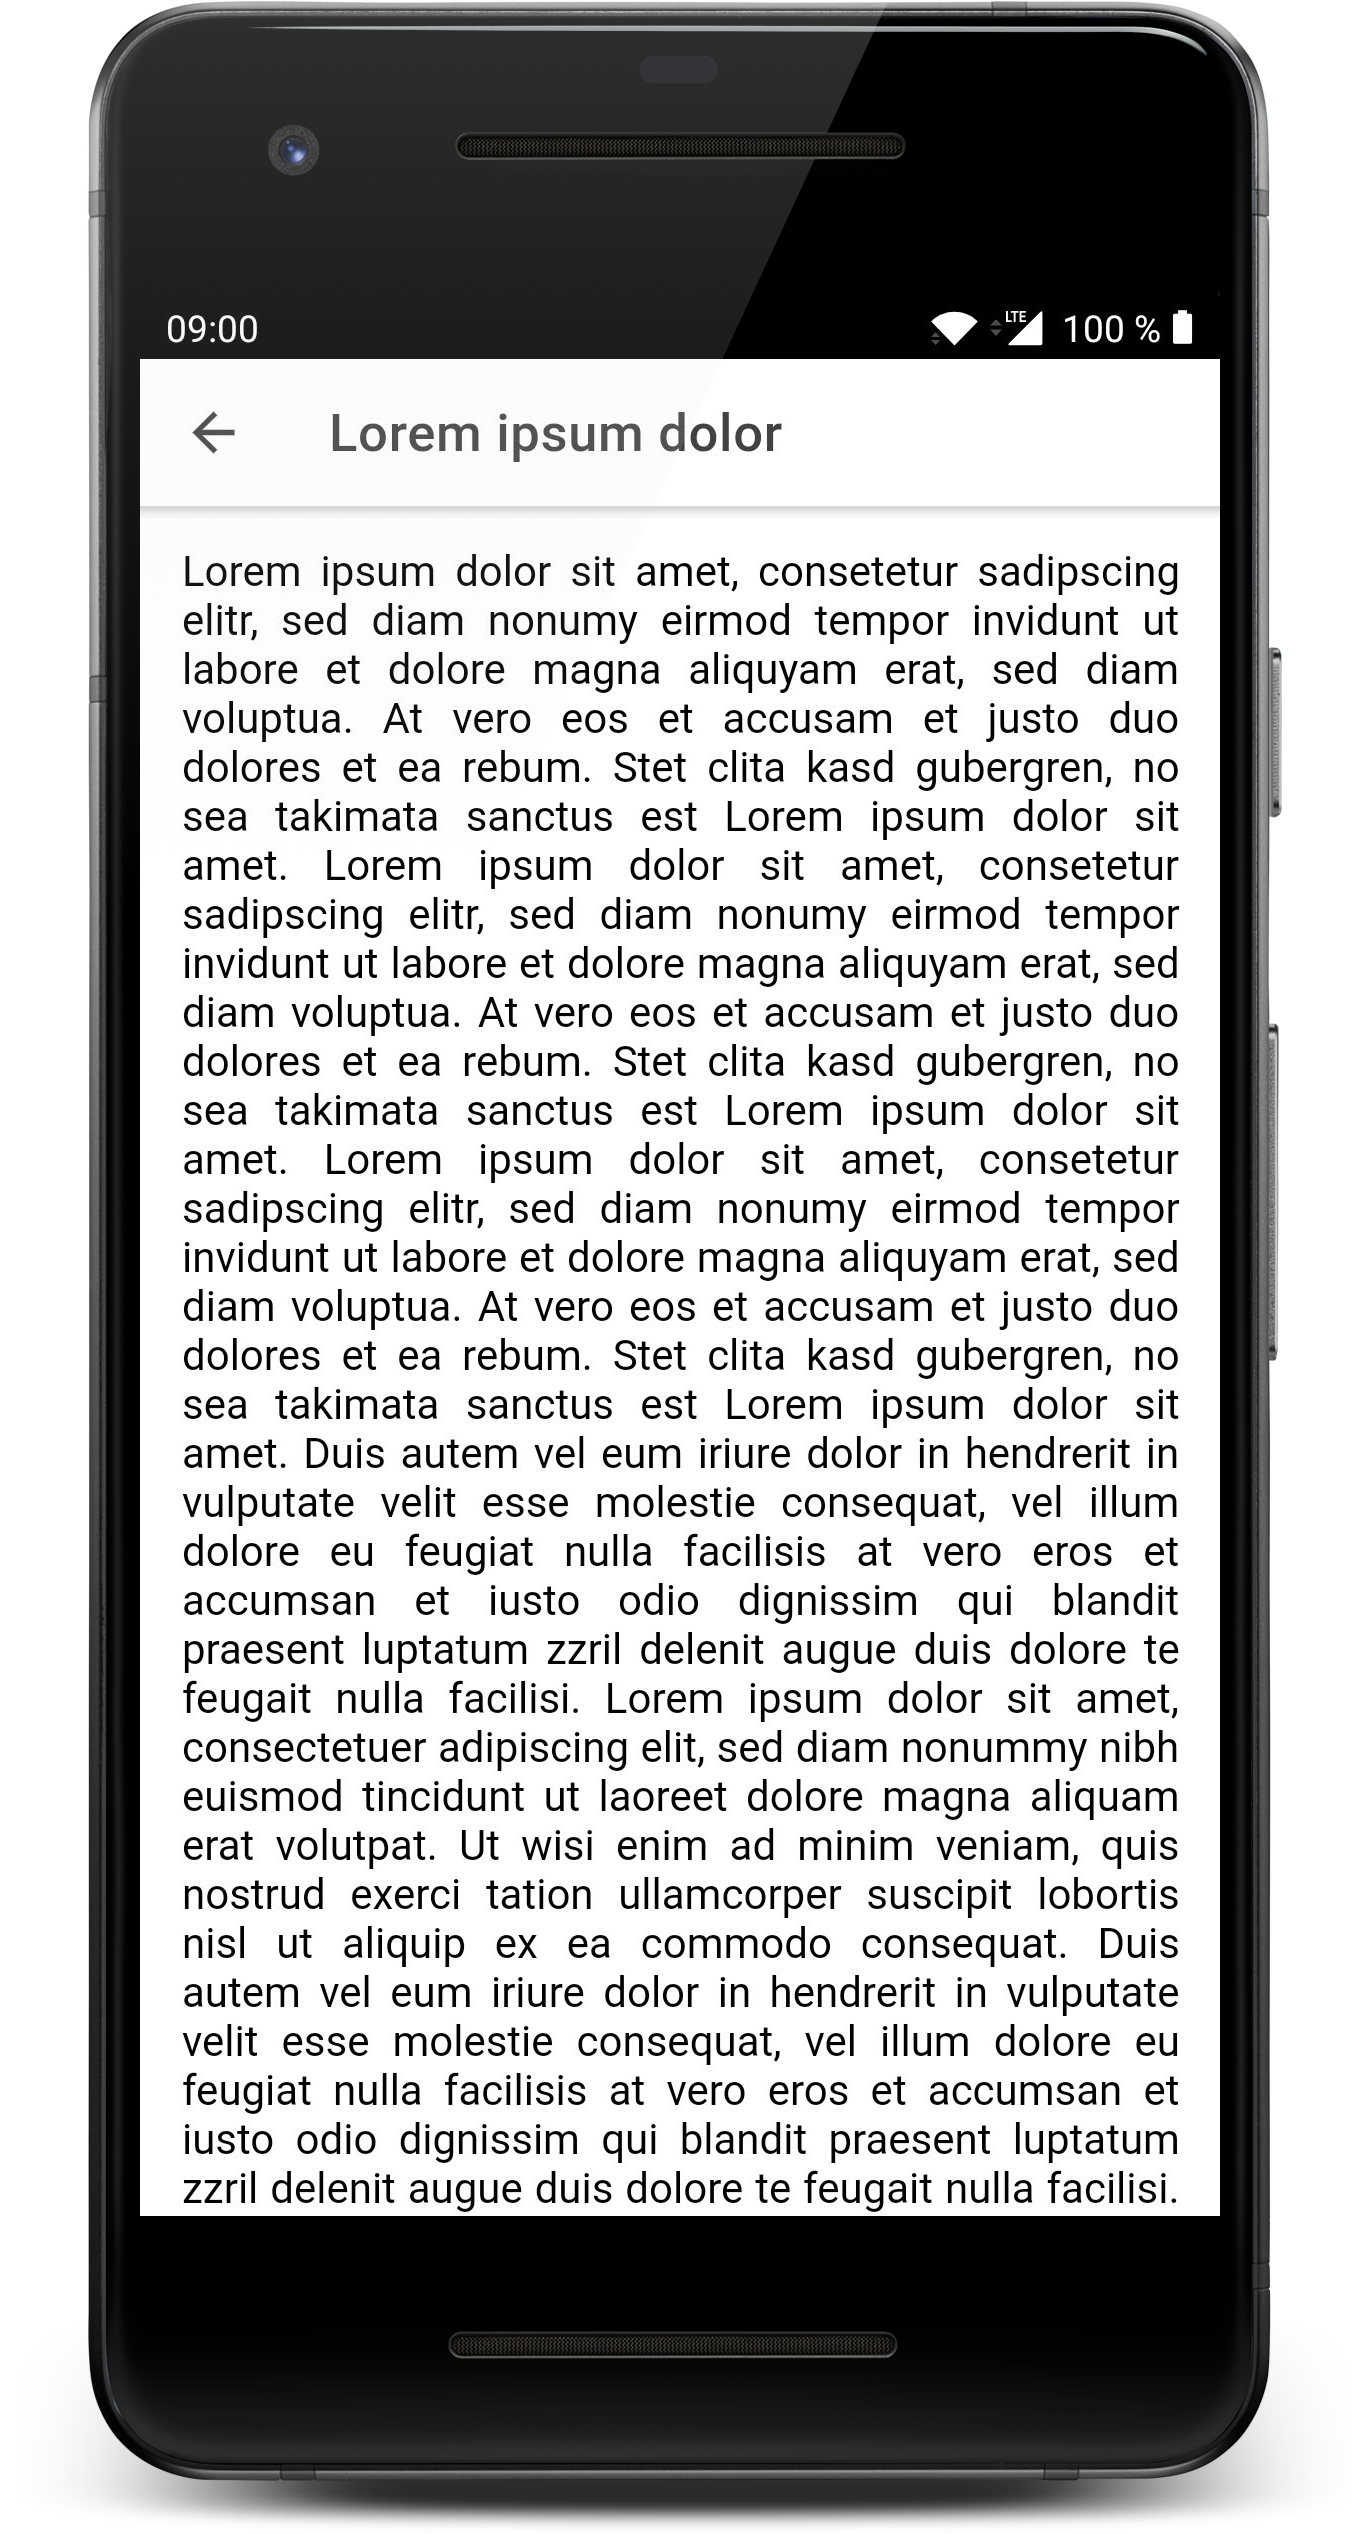 09:00 LTE 100 %
Lorem ipsum dolor
Lorem ipsum dolor sit amet, consetetur sadipscing
elitr, sed diam nonumy eirmod tempor invidunt ut
labore et dolore magna aliquyam erat, sed diam
voluptua. At vero eos et accusam et justo duo
dolores et ea rebum. Stet clita kasd gubergren, no
sea takimata sanctus est Lorem ipsum dolor sit
amet. Lorem ipsum dolor sit amet, consetetur
sadipscing elitr, sed diam nonumy eirmod tempor
invidunt ut labore et dolore magna aliquyam erat, sed
diam voluptua. At vero eos et accusam et justo duo
dolores et ea rebum. Stet clita kasd gubergren, no
sea takimata sanctus est Lorem ipsum dolor sit
amet. Lorem ipsum dolor sit amet, consetetur
sadipscing elitr, sed diam nonumy eirmod tempor
invidunt ut labore et dolore magna aliquyam erat, sed
diam voluptua. At vero eos et accusam et justo duo
dolores et ea rebum. Stet clita kasd gubergren, no
sea takimata sanctus est Lorem ipsum dolor sit
amet. Duis autem vel eum iriure dolor in hendrerit in
vulputate velit esse molestie consequat, vel illum
dolore eu feugiat nulla facilisis at vero eros et
accumsan et iusto odio dignissim qui blandit
praesent luptatum zzril delenit augue duis dolore te
feugait nulla facilisi. Lorem ipsum dolor sit amet,
consectetuer adipiscing elit, sed diam nonummy nibh
euismod tincidunt ut laoreet dolore magna aliquam
erat volutpat. Ut wisi enim ad minim veniam, quis
nostrud exerci tation ullamcorper suscipit lobortis
nisl ut aliquip ex ea commodo consequat. Duis
autem vel eum iriure dolor in hendrerit in vulputate
velit esse molestie consequat, vel illum dolore eu
feugiat nulla facilisis at vero eros et accumsan et
iusto odio dignissim qui blandit praesent luptatum
zzril delenit augue duis dolore te feugait nulla facilisi.